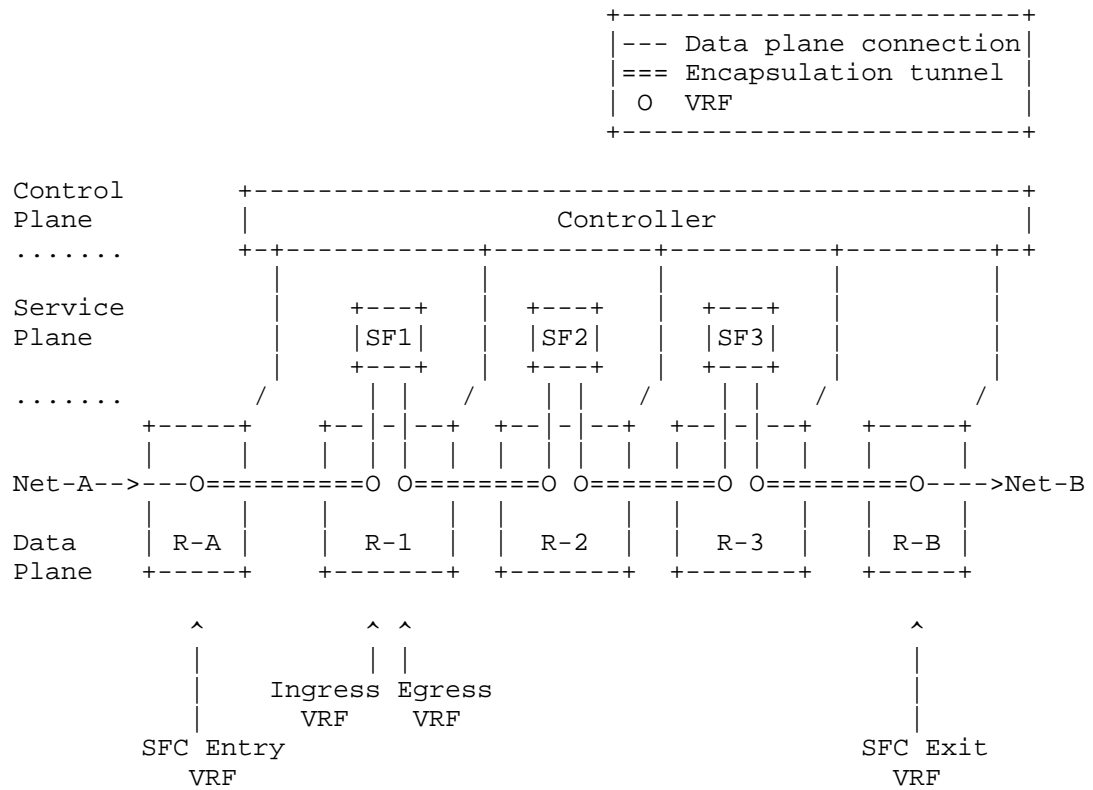 --- Data plane connection
=== Encapsulation tunnel
O VRF
Control
Plane Controller
.......
Service
Plane SF1 SF2 SF3
.......
Net-A-->---O==========O O========O O========O O=========O---->Net-B
Data R-A R-1 R-2 R-3 R-B
Plane
Ingress Egress
VRF VRF
SFC Entry SFC Exit
VRF VRF